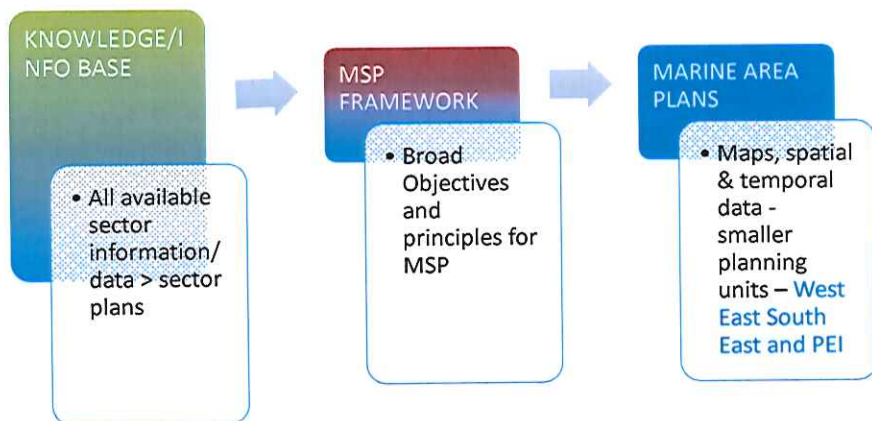 KNOWLEDGE/I
NFO BASE
• All available
sector
information/
data > sector
plans
MSP
FRAMEWORK
• Broad
Objectives
and
principles for
MSP
MARINE AREA
PLANS
• Maps, spatial
& temporal
data -
smaller
planning
units – West
East South
East and PEI